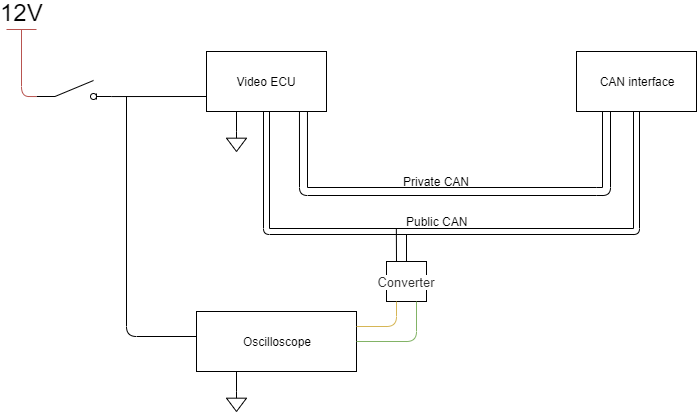 12V
Video ECU
CAN interface
Private CAN
Public CAN
Converter
Oscilloscope